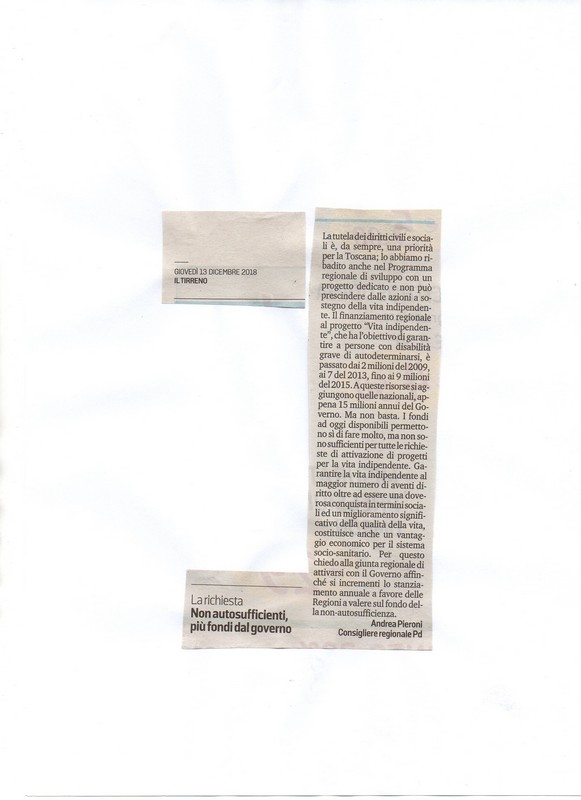 GIOVEDÌ 13 DICEMBRE 2018
IL TIRRENO
La richiesta
Non autosufficienti,
più fondi dal governo
La tutela dei diritti civili e socia-
li è, da sempre, una priorità
per la Toscana; lo abbiamo ri-
badito anche nel Programma
regionale di sviluppo con un
progetto dedicato e non può
prescindere dalle azioni a so-
stegno della vita indipenden-
te. Il finanziamento regionale
al progetto “Vita indipenden-
te”, che ha l'obiettivo di garan-
tire a persone con disabilità
grave di autodeterminarsi, è
passato dai 2 milioni del 2009,
ai 7 del 2013, fino ai 9 milioni
del 2015. A queste risorse si ag-
giungono quelle nazionali, ap-
pena 15 milioni annui del Go-
verno. Ma non basta. I fondi
ad oggi disponibili permetto-
no sì di fare molto, ma non so-
no sufficienti per tutte le richie-
ste di attivazione di progetti
per la vita indipendente. Ga-
rantire la vita indipendente al
maggior numero di aventi di-
ritto oltre ad essere una dove-
rosa conquista in termini socia-
li ed un miglioramento signifi-
cativo della qualità della vita,
costituisce anche un vantag-
gio economico per il sistema
socio-sanitario. Per questo
chiedo alla giunta regionale di
attivarsi con il Governo affin-
ché si incrementi lo stanzia-
mento annuale a favore delle
Regioni a valere sul fondo del-
la non-autosufficienza.
Andrea Pieroni
Consigliere regionale Pd